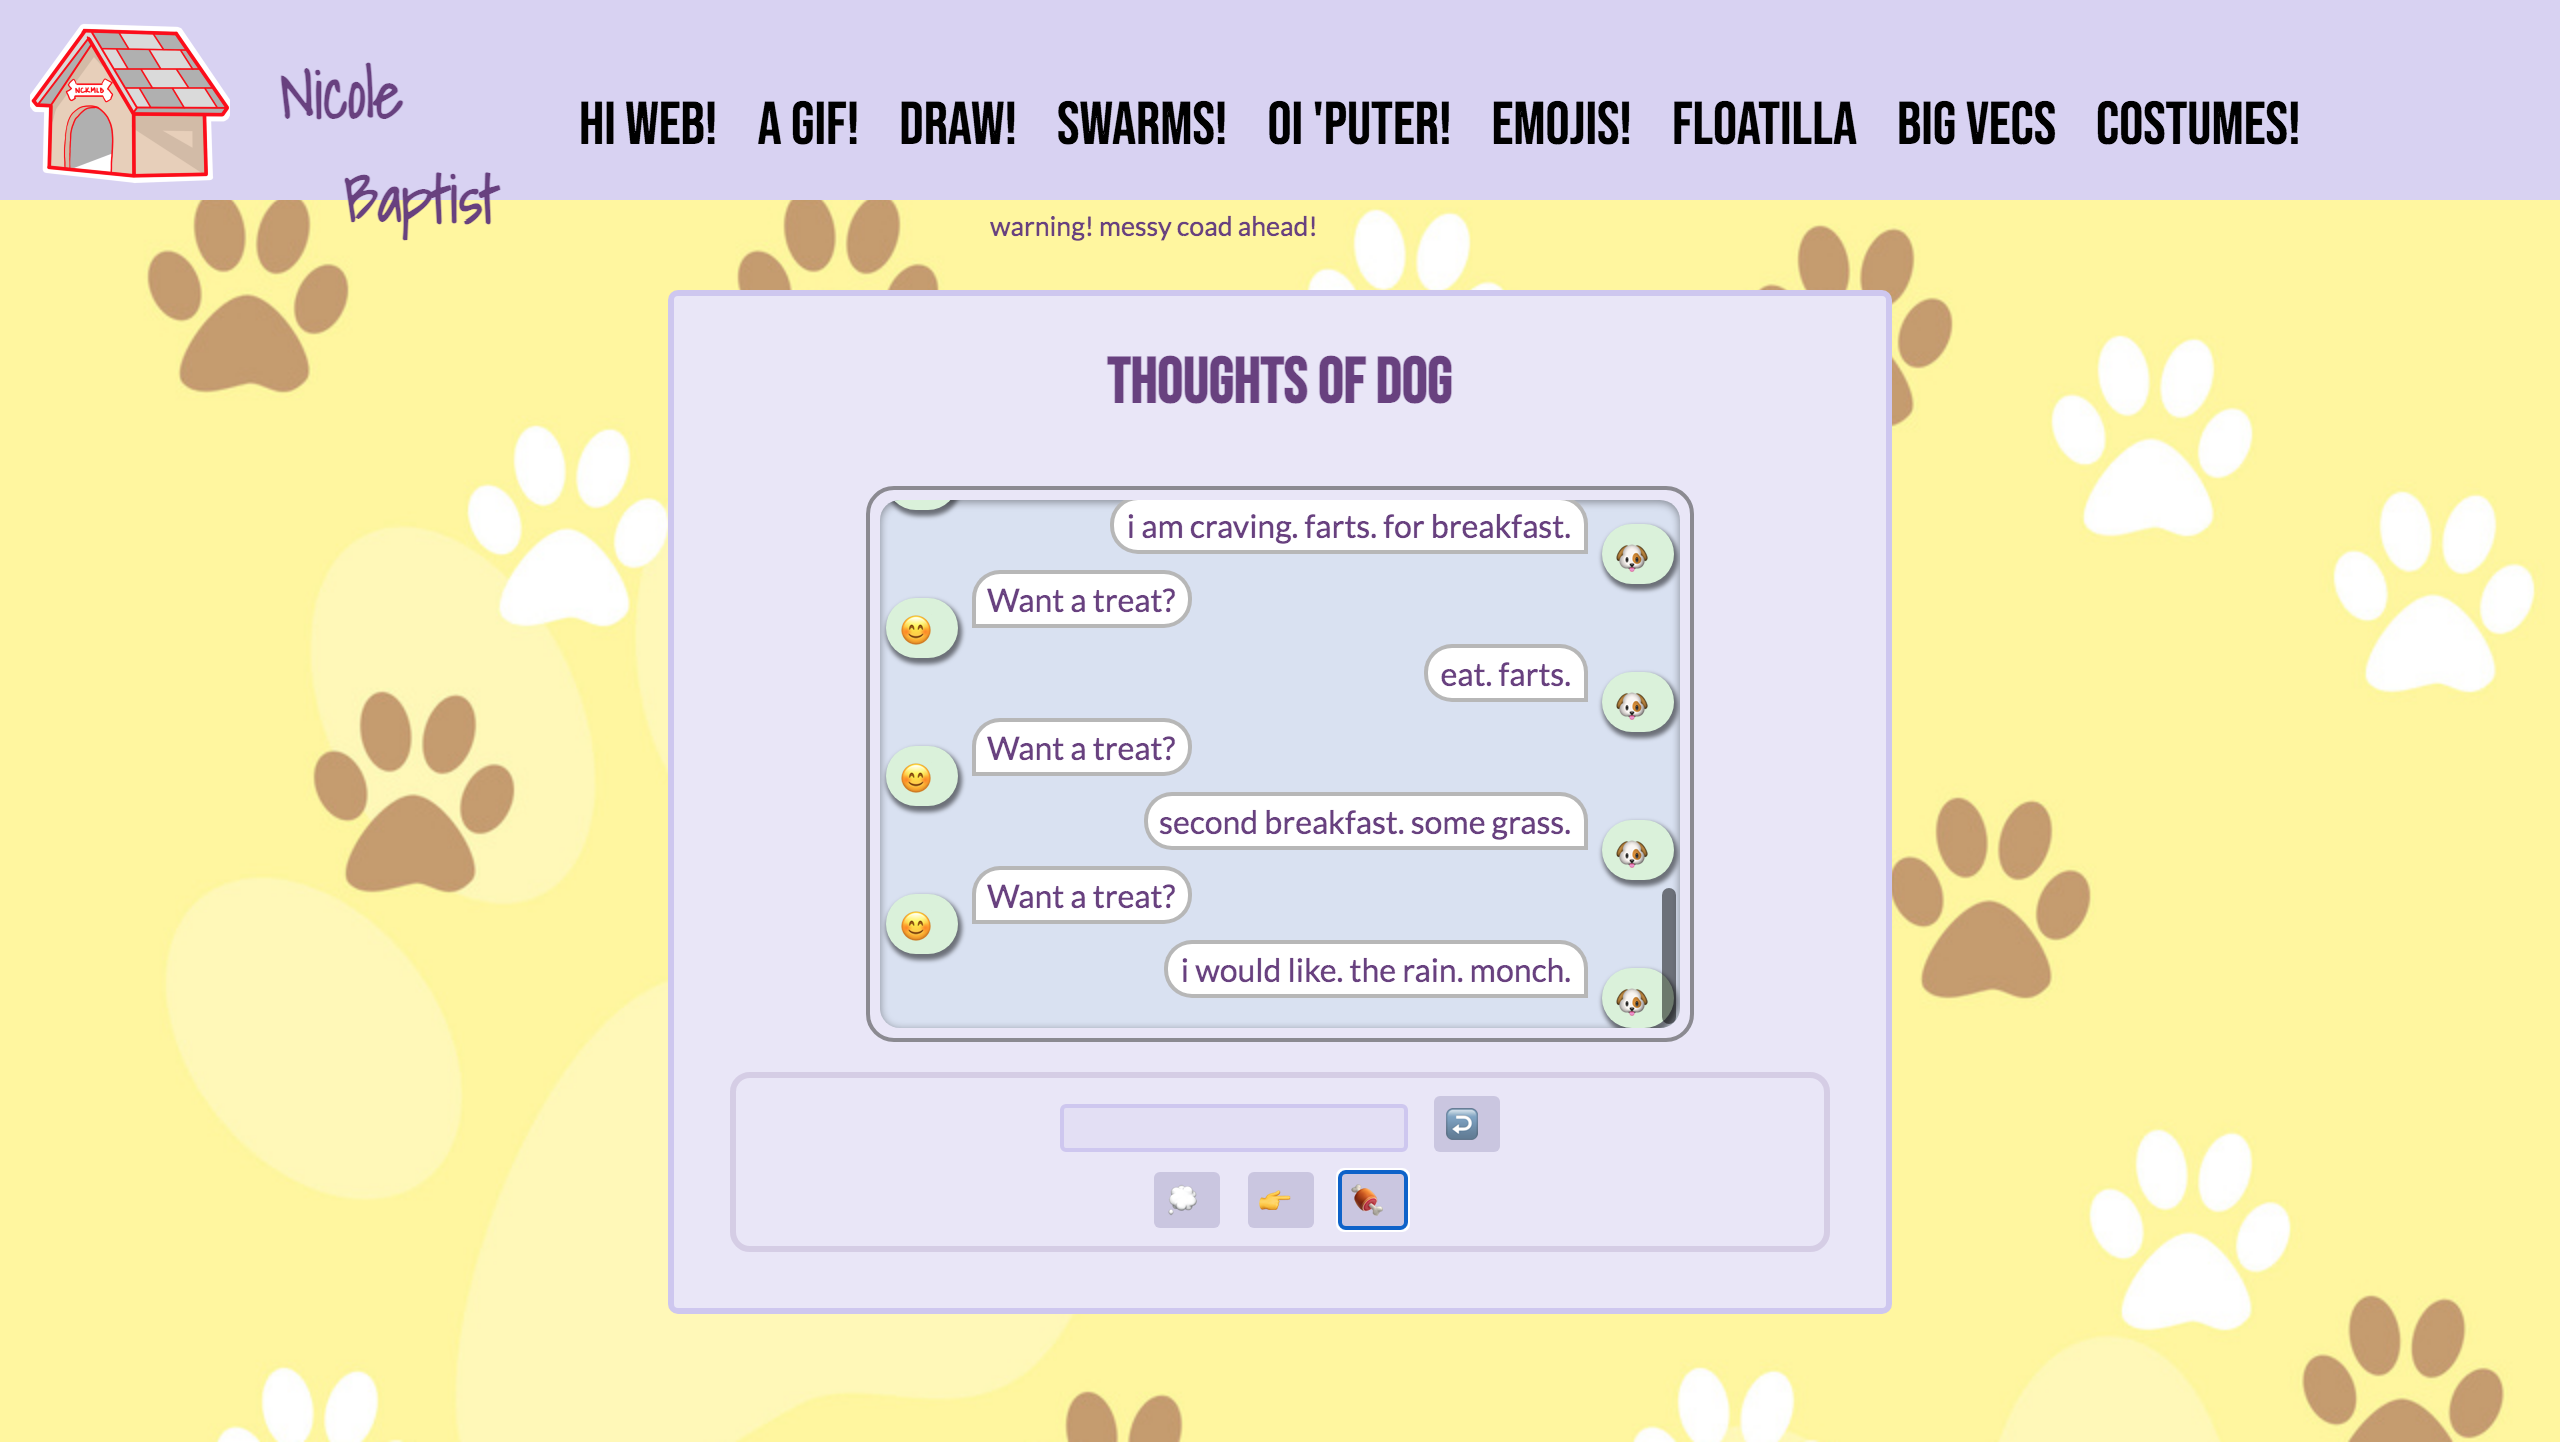 NCKMLB
Nicole
Baptist
HI WEB! A GIF! DRAW! SWARMS! OI 'PUTER! EMOJIS! FLOATILLA BIG VECS COSTUMES!
warning! messy coad ahead!
THOUGHTS OF DOG
i am craving. farts. for breakfast.
Want a treat?
eat. farts.
Want a treat?
second breakfast. some grass.
Want a treat?
i would like. the rain. monch.